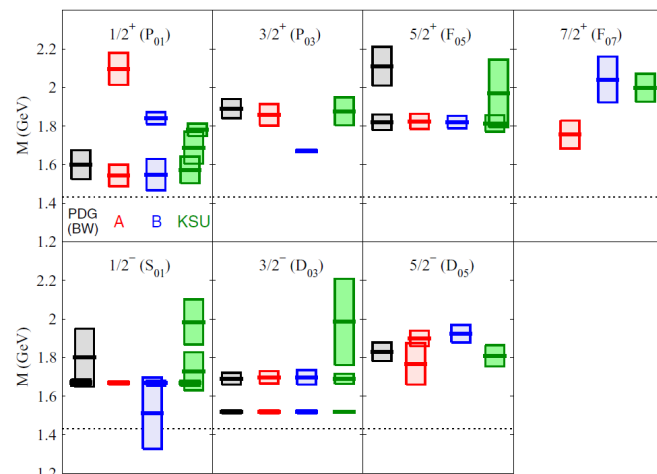 1/2⁺ (P₀₁) 3/2⁺ (P₀₃) 5/2⁺ (F₀₅) 7/2⁺ (F₀₇)
M (GeV)
2.2
2
1.8
1.6
1.4
1.2
PDG
(BW)
A B KSU
1/2⁻ (S₀₁) 3/2⁻ (D₀₃) 5/2⁻ (D₀₅)
M (GeV)
2
1.8
1.6
1.4
1.2